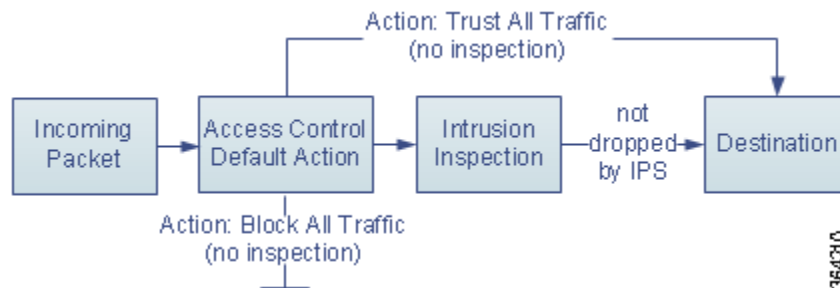 Action: Trust All Traffic
(no inspection)
Incoming
Packet
Access Control
Default Action
Intrusion
Inspection
not
dropped
by IPS
Destination
Action: Block All Traffic
(no inspection)